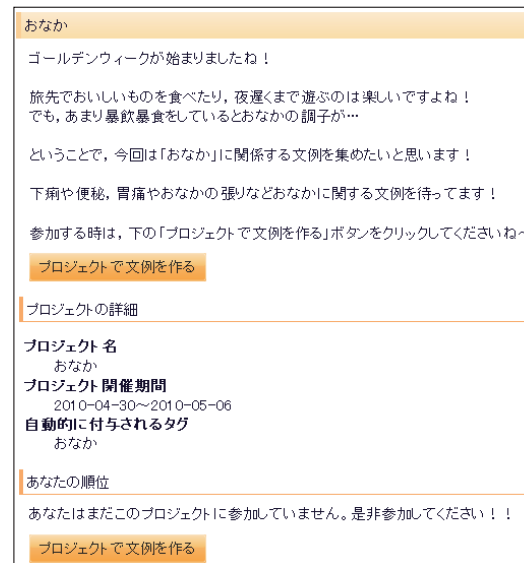 おなか
ゴールデンウィークが始まりましたね！
旅先でおいしいものを食べたり，夜遅くまで遊ぶのは楽しいですよね！
でも，あまり暴飲暴食をしているとおなかの調子が…
ということで，今回は「おなか」に関係する文例を集めたいと思います！
下痢や便秘，胃痛やおなかの張りなどおなかに関する文例を待ってます！
参加する時は，下の「プロジェクトで文例を作る」ボタンをクリックしてくださいね～
プロジェクトで文例を作る
プロジェクトの詳細
プロジェクト名
おなか
プロジェクト開催期間
2010-04-30～2010-05-06
自動的に付与されるタグ
おなか
あなたの順位
あなたはまだこのプロジェクトに参加していません。是非参加してください！！
プロジェクトで文例を作る